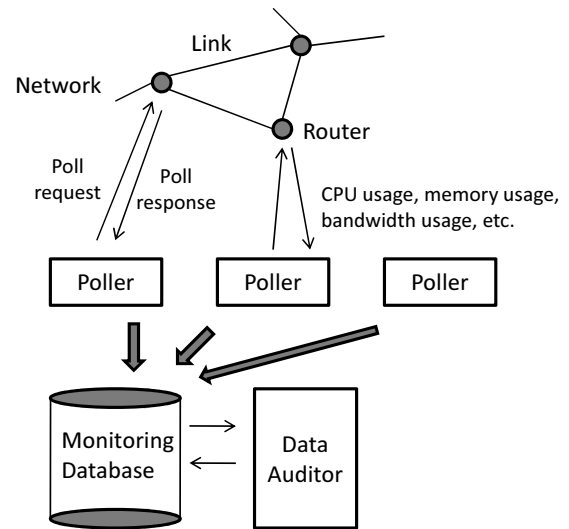 Link
Network
Router
Poll
request
Poll
response
CPU usage, memory usage,
bandwidth usage, etc.
Poller
Poller
Poller
Monitoring
Database
Data
Auditor